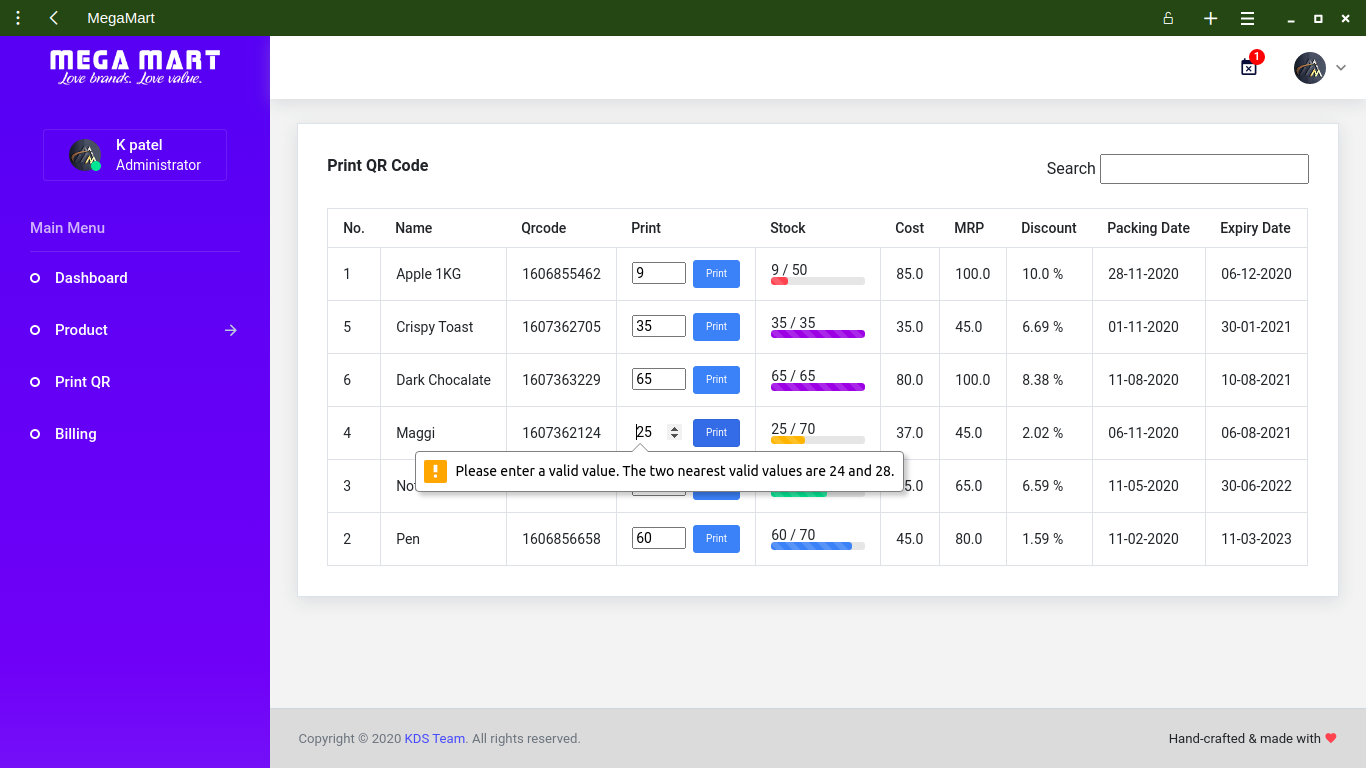 MegaMart
MEGA MART
Love brands. Love value.
1
K patel
Administrator
Main Menu
Dashboard
Product
Print QR
Billing
Print QR Code
Search
No. Name Qrcode Print Stock Cost MRP Discount Packing Date Expiry Date
1 Apple 1KG 1606855462 9 Print 9 / 50 85.0 100.0 10.0 % 28-11-2020 06-12-2020
5 Crispy Toast 1607362705 35 Print 35 / 35 35.0 45.0 6.69 % 01-11-2020 30-01-2021
6 Dark Chocalate 1607363229 65 Print 65 / 65 80.0 100.0 8.38 % 11-08-2020 10-08-2021
4 Maggi 1607362124 25 Print 25 / 70 37.0 45.0 2.02 % 06-11-2020 06-08-2021
Please enter a valid value. The two nearest valid values are 24 and 28.
3 5.0 65.0 6.59 % 11-05-2020 30-06-2022
2 Pen 1606856658 60 Print 60 / 70 45.0 80.0 1.59 % 11-02-2020 11-03-2023
Copyright © 2020 KDS Team. All rights reserved.
Hand-crafted & made with